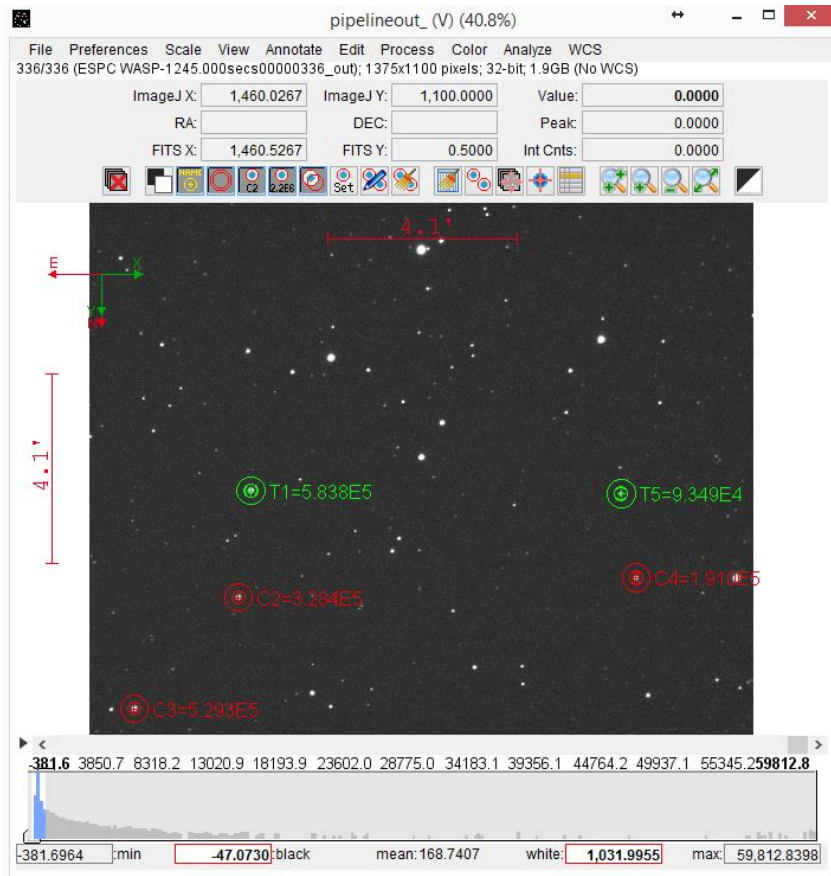 pipelineout_ (V) (40.8%)
File Preferences Scale View Annotate Edit Process Color Analyze WCS
336/336 (ESPC WASP-1245.000secs00000336_out); 1375x1100 pixels; 32-bit; 1.9GB (No WCS)
ImageJ X: 1,460.0267 ImageJ Y: 1,100.0000 Value: 0.0000
RA: DEC: Peak: 0.0000
FITS X: 1,460.5267 FITS Y: 0.5000 Int Cnts: 0.0000
NAME C2 2.2E6 Set
4.1'
E X
Y
N
4.1'
T1=5.838E5 T5=9.349E4
C2=3.284E5 C4=1.910E5
C3=5.293E5
-381.6 3850.7 8318.2 13020.9 18193.9 23602.0 28775.0 34183.1 39356.1 44764.2 49937.1 55345.2 59812.8
-381.6964 :min -47.0730 :black mean:168.7407 white: 1,031.9955 max: 59,812.8398